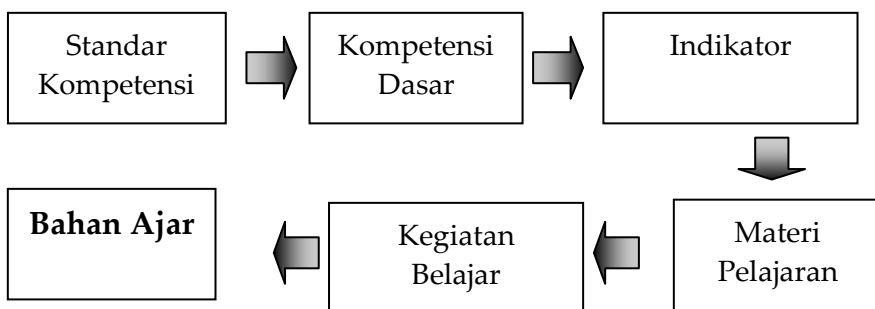 Standar
Kompetensi
Kompetensi
Dasar
Indikator
Bahan Ajar
Kegiatan
Belajar
Materi
Pelajaran